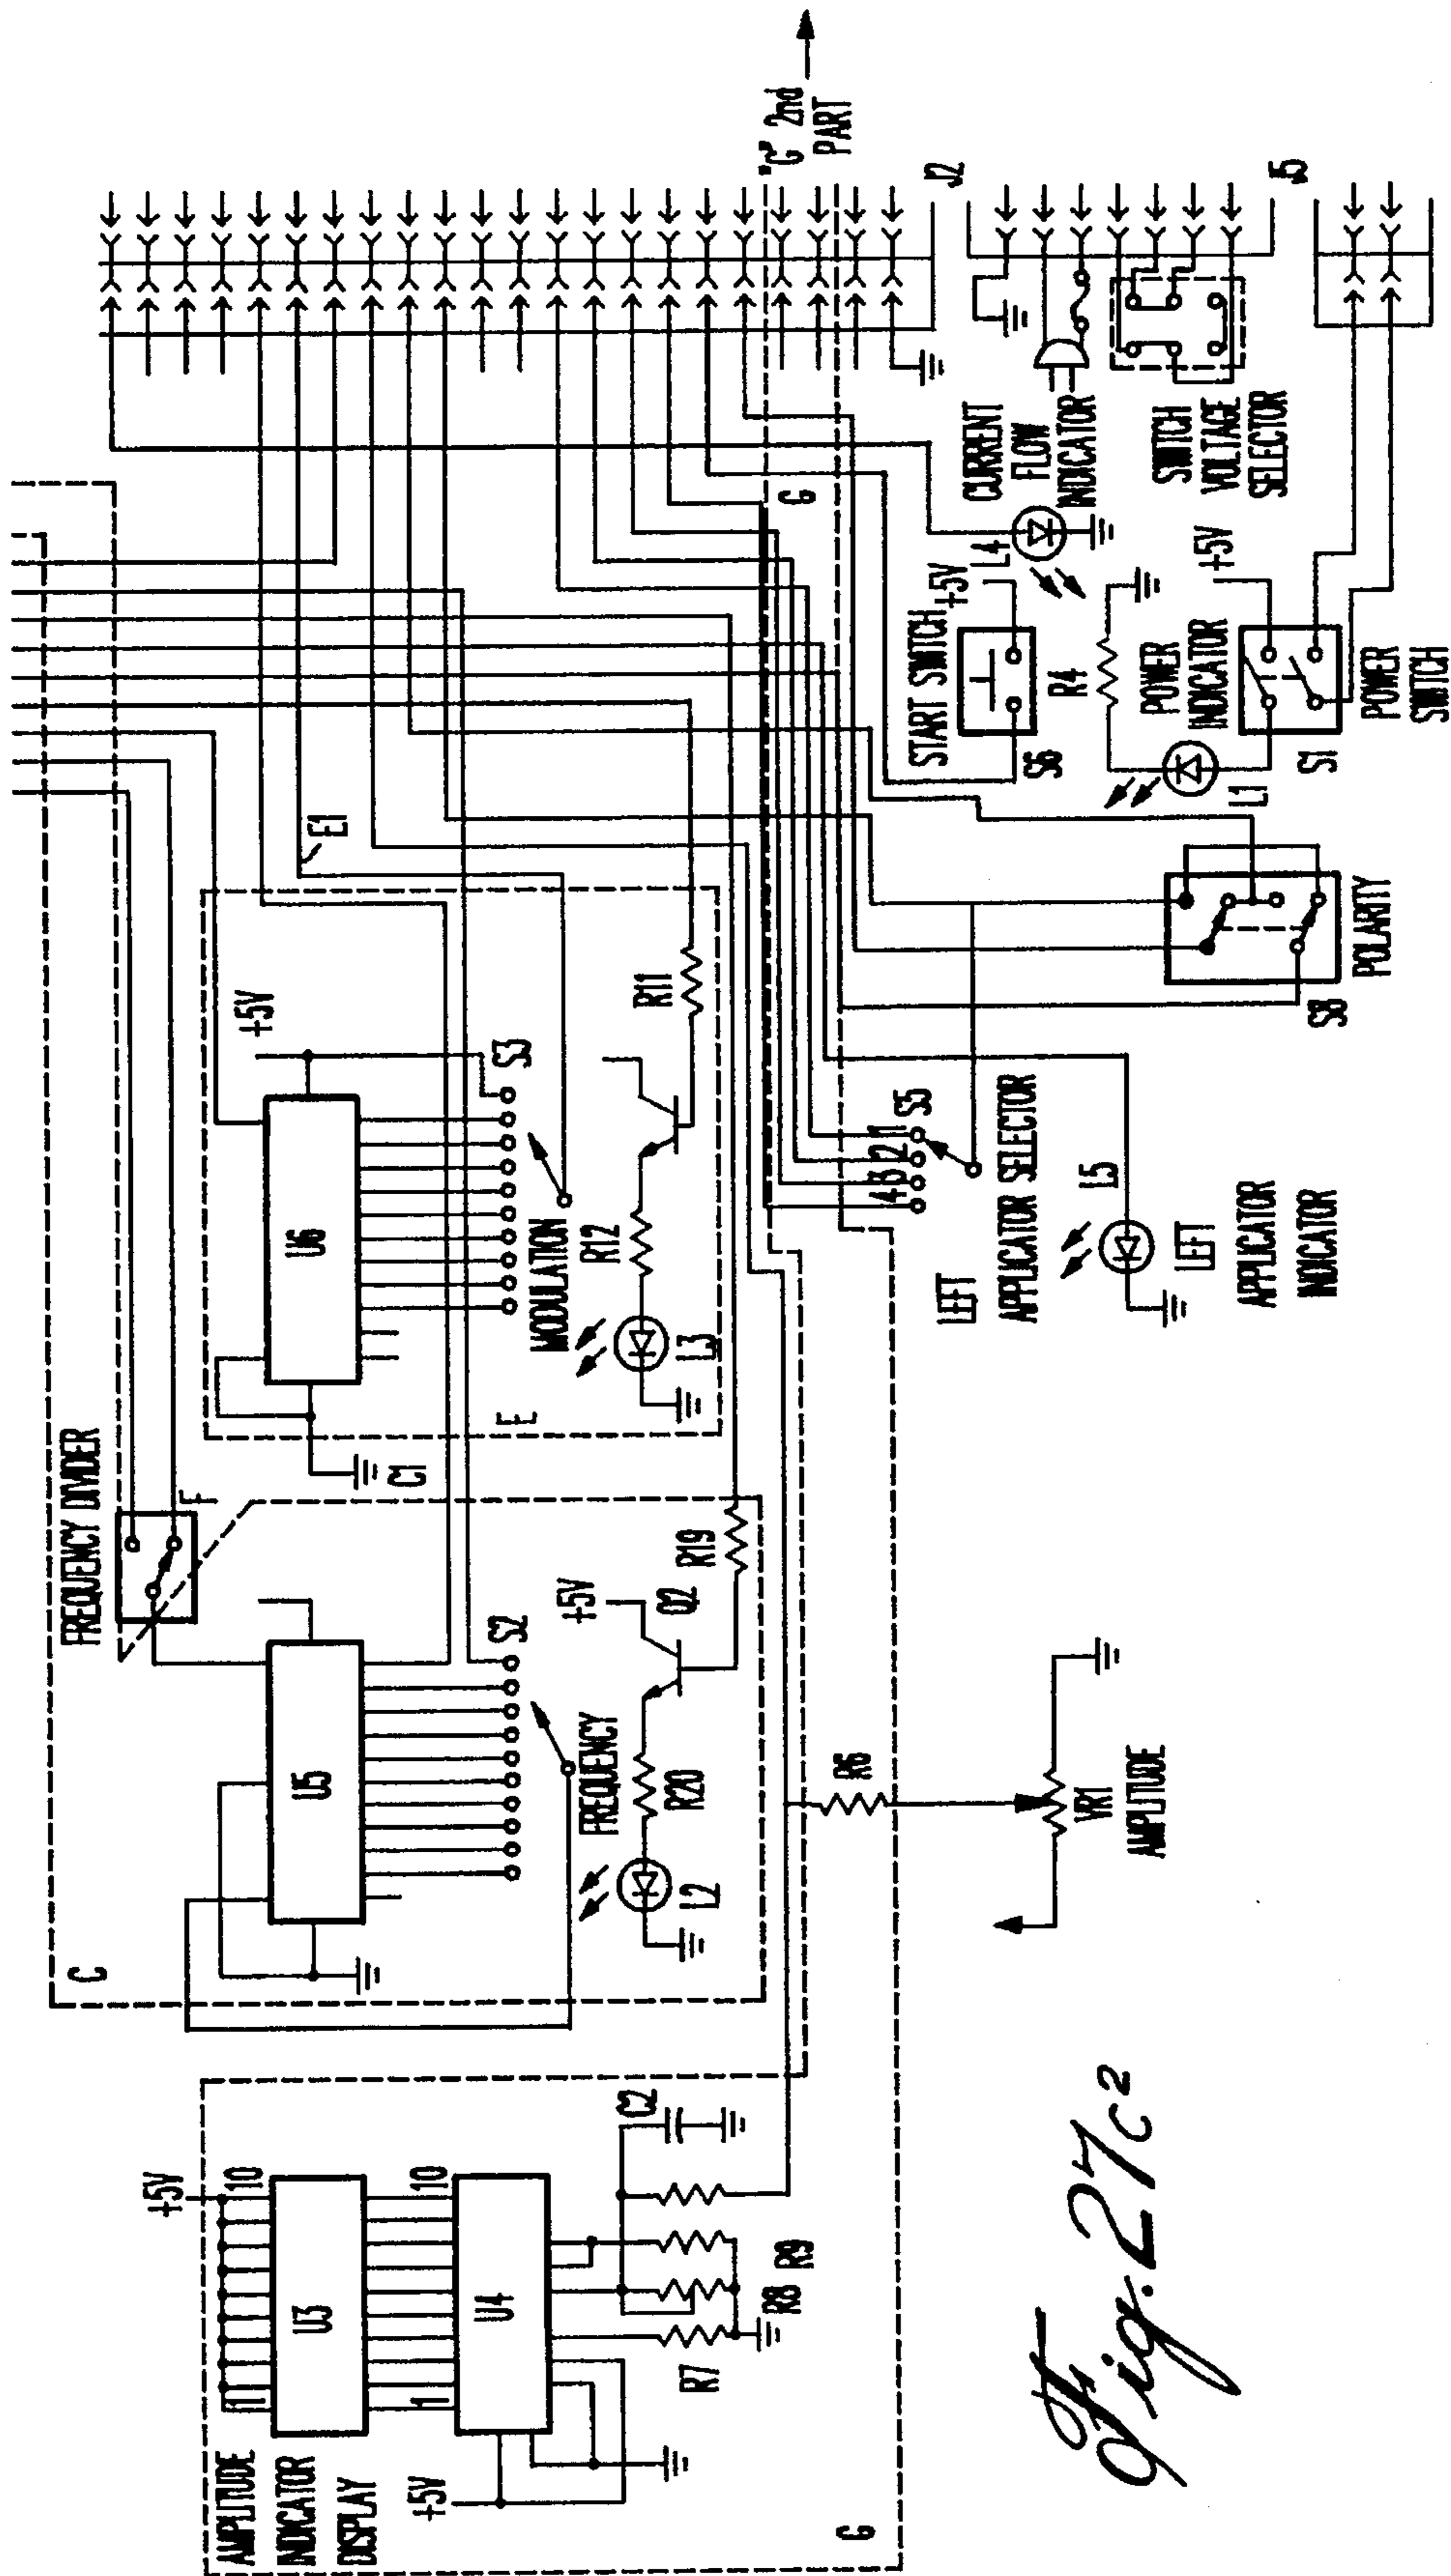 AMPLITUDE
INDICATOR
DISPLAY
+5V
1
10
U3
1
10
U4
+5V
C2
R7
R8
R9
G
C
FREQUENCY DIVIDER
F
U5
S2
FREQUENCY
+5V
Q2
R20
L2
R19
R6
VR1
AMPLITUDE
C1
+5V
U6
S3
MODULATION
R12
L3
E
R11
E1
4 3 2 1
S5
LEFT
APPLICATOR SELECTOR
L5
LEFT
APPLICATOR
INDICATOR
S8
POLARITY
START SWITCH
+5V
S6
R4
POWER
INDICATOR
L1
+5V
S1
POWER
SWITCH
L4
CURRENT
FLOW
INDICATOR
SWITCH
VOLTAGE
SELECTOR
G
"G" 2nd
PART
J2
J5
Fig. 27c²